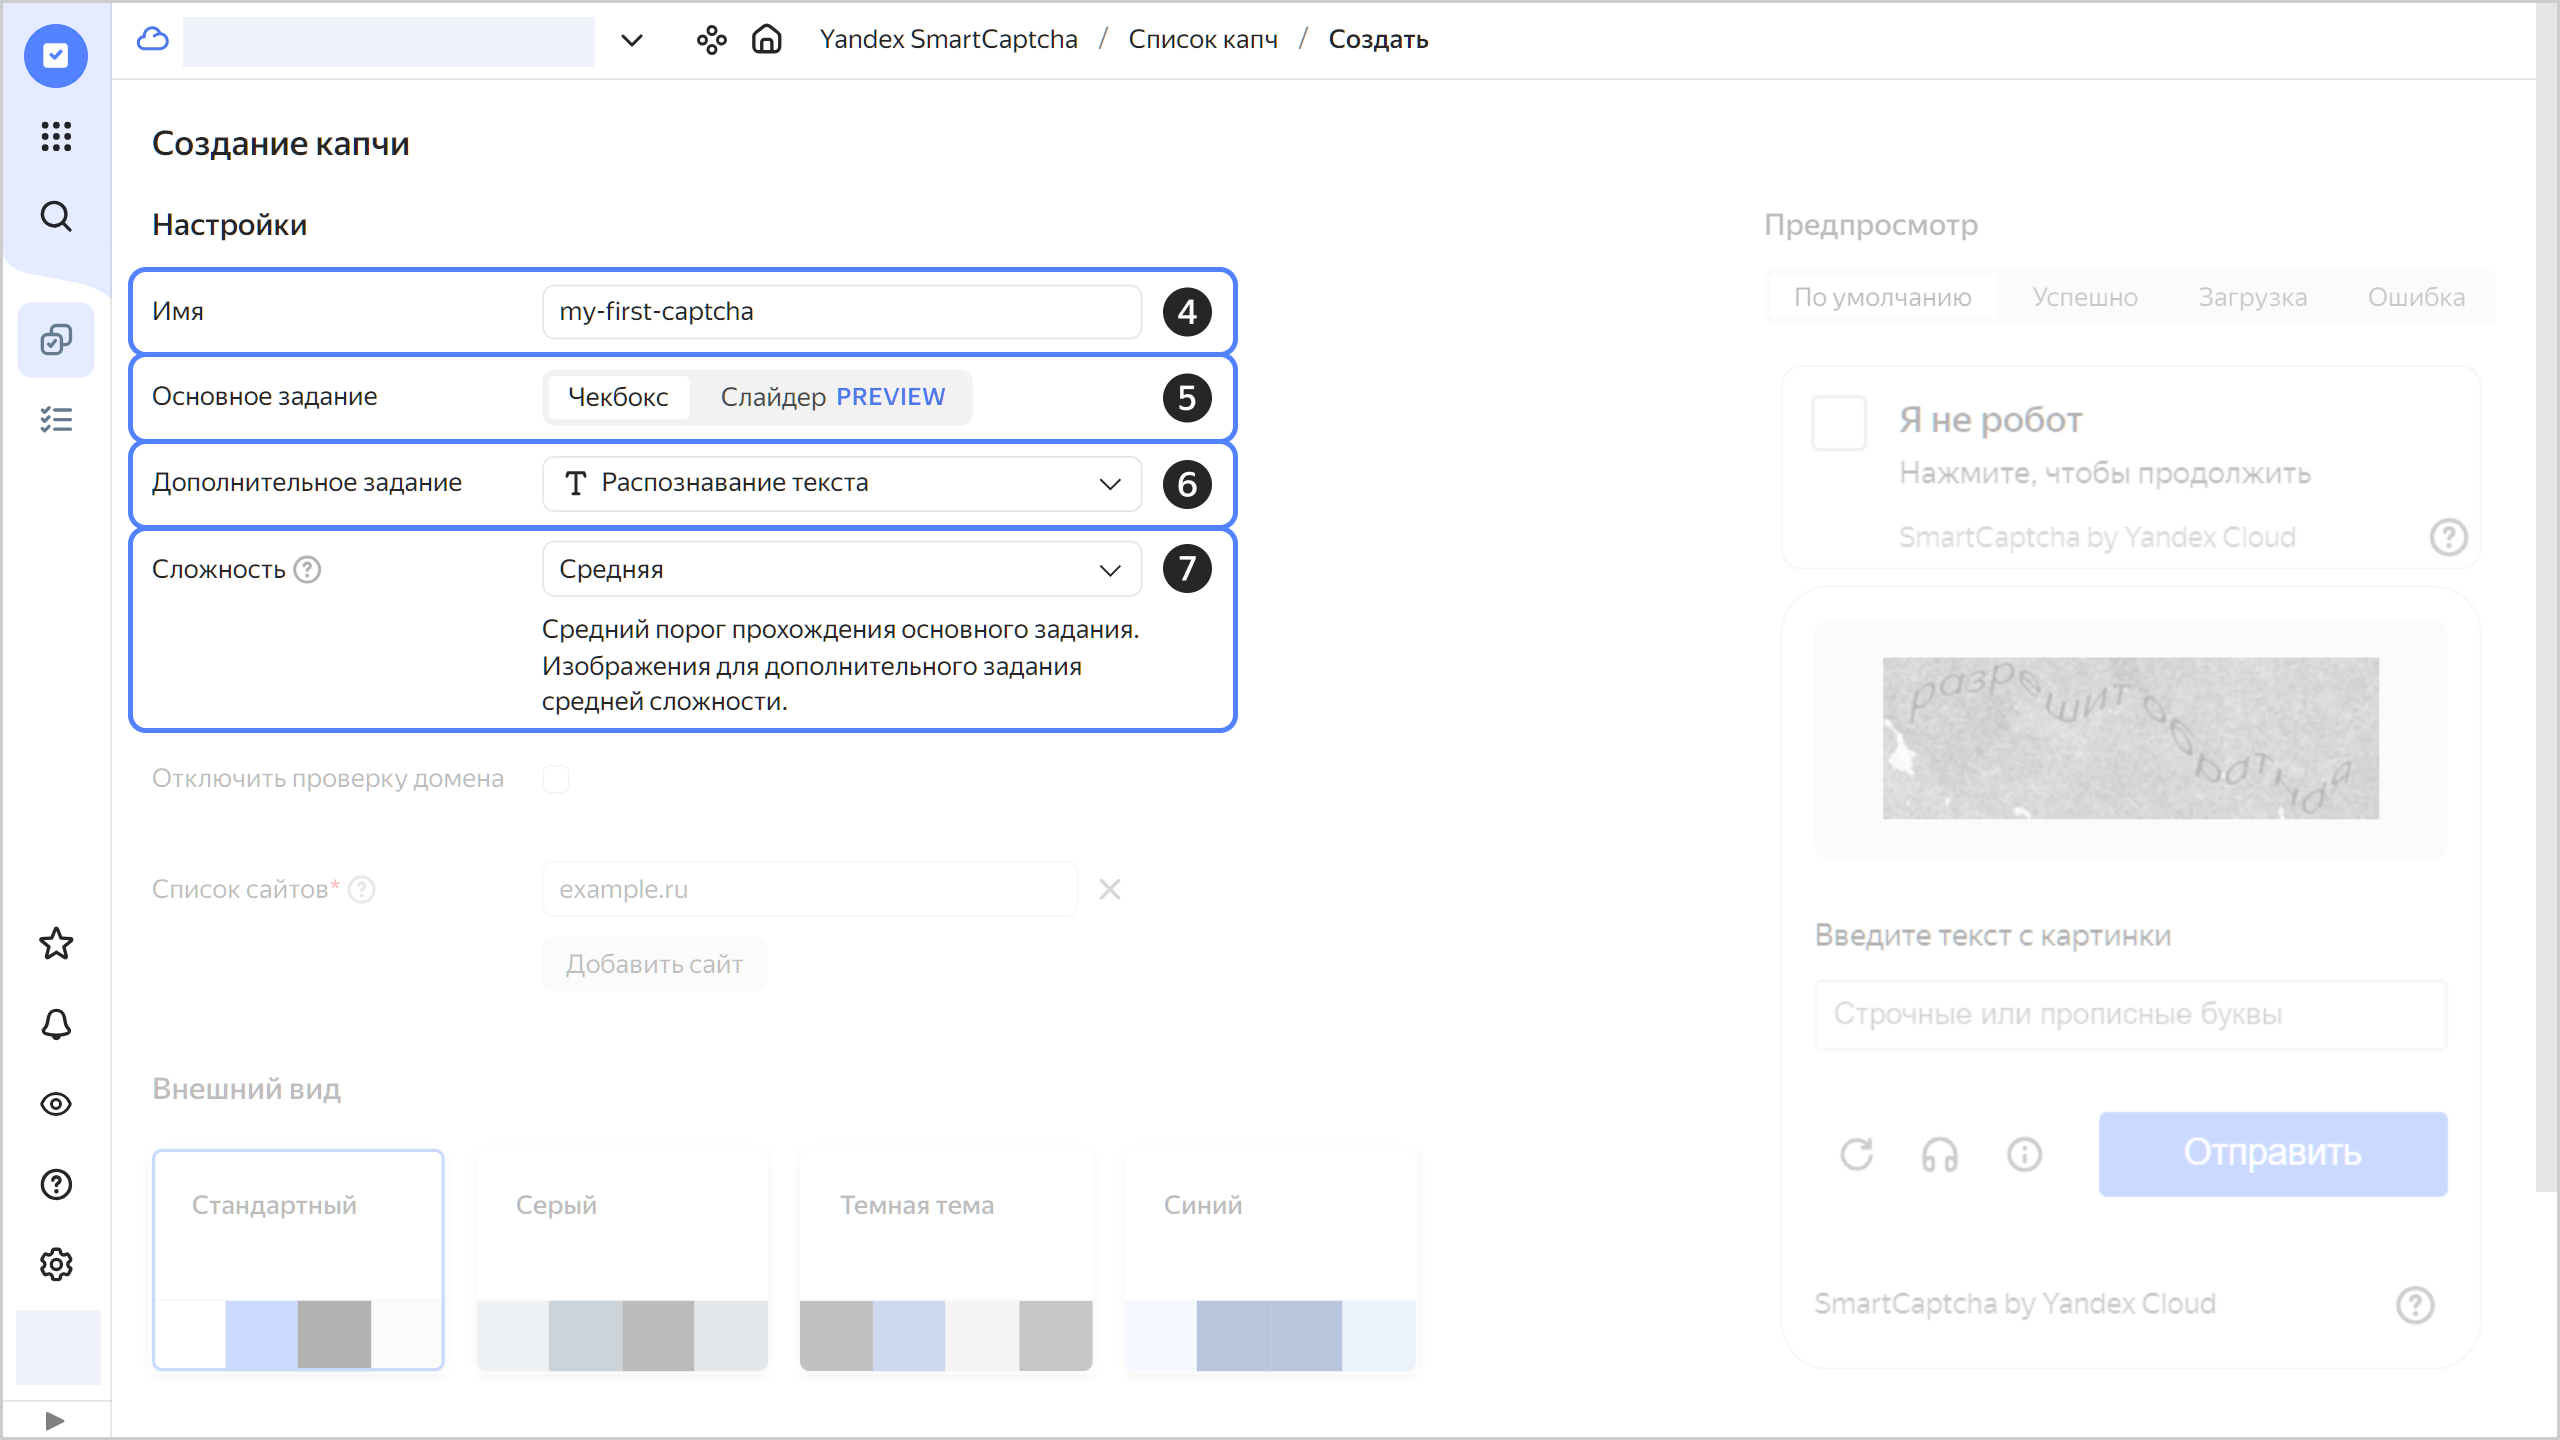 Yandex SmartCaptcha / Список капч / Создать
Создание капчи
Настройки
Имя
my-first-captcha
4
Основное задание
Чекбокс
Слайдер PREVIEW
5
Дополнительное задание
Распознавание текста
6
Сложность
Средняя
7
Средний порог прохождения основного задания.
Изображения для дополнительного задания
средней сложности.
Отключить проверку домена
Список сайтов*
example.ru
Добавить сайт
Внешний вид
Стандартный
Серый
Темная тема
Синий
Предпросмотр
По умолчанию
Успешно
Загрузка
Ошибка
Я не робот
Нажмите, чтобы продолжить
SmartCaptcha by Yandex Cloud
разрешит обратная
Введите текст с картинки
Строчные или прописные буквы
Отправить
SmartCaptcha by Yandex Cloud